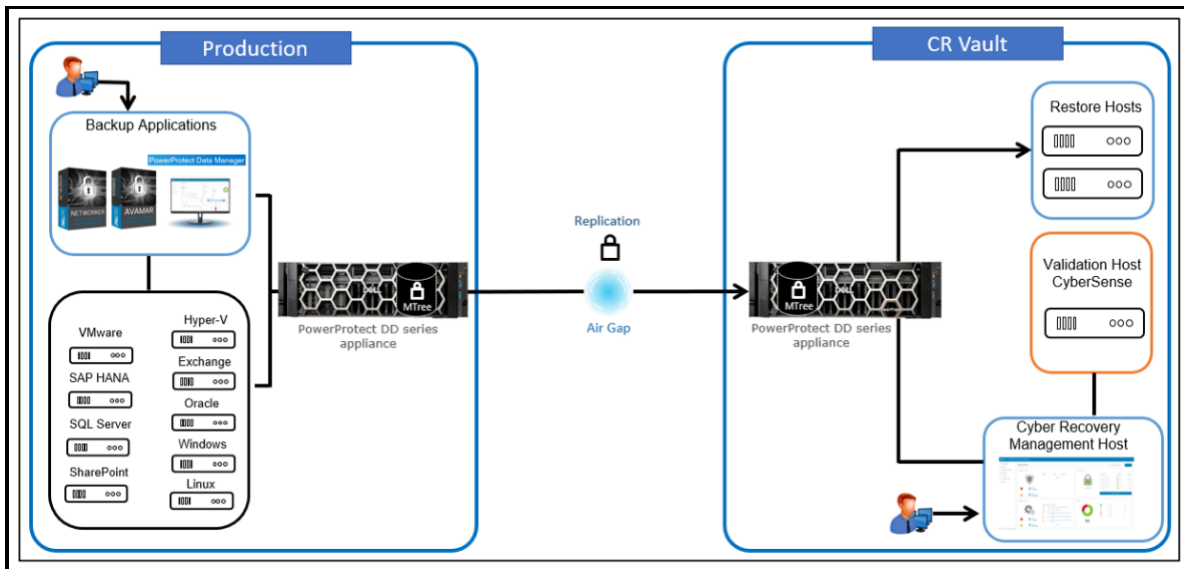 Production
Backup Applications
PowerProtect Data Manager
NETWORKER
AVAMAR
VMware
SAP HANA
SQL Server
SharePoint
Hyper-V
Exchange
Oracle
Windows
Linux
DELL
MTree
PowerProtect DD series
appliance
Replication
Air Gap
CR Vault
DELL
MTree
PowerProtect DD series
appliance
Restore Hosts
Validation Host
CyberSense
Cyber Recovery
Management Host